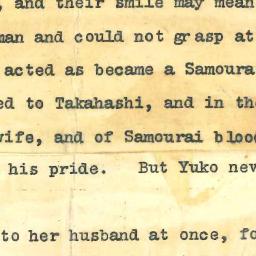 , and their smile may mean
man and could not grasp at
acted as became a Samoura
ed to Takahashi, and in the
wife, and of Samourai bloo
his pride. But Yuko nev
to her husband at once, fo